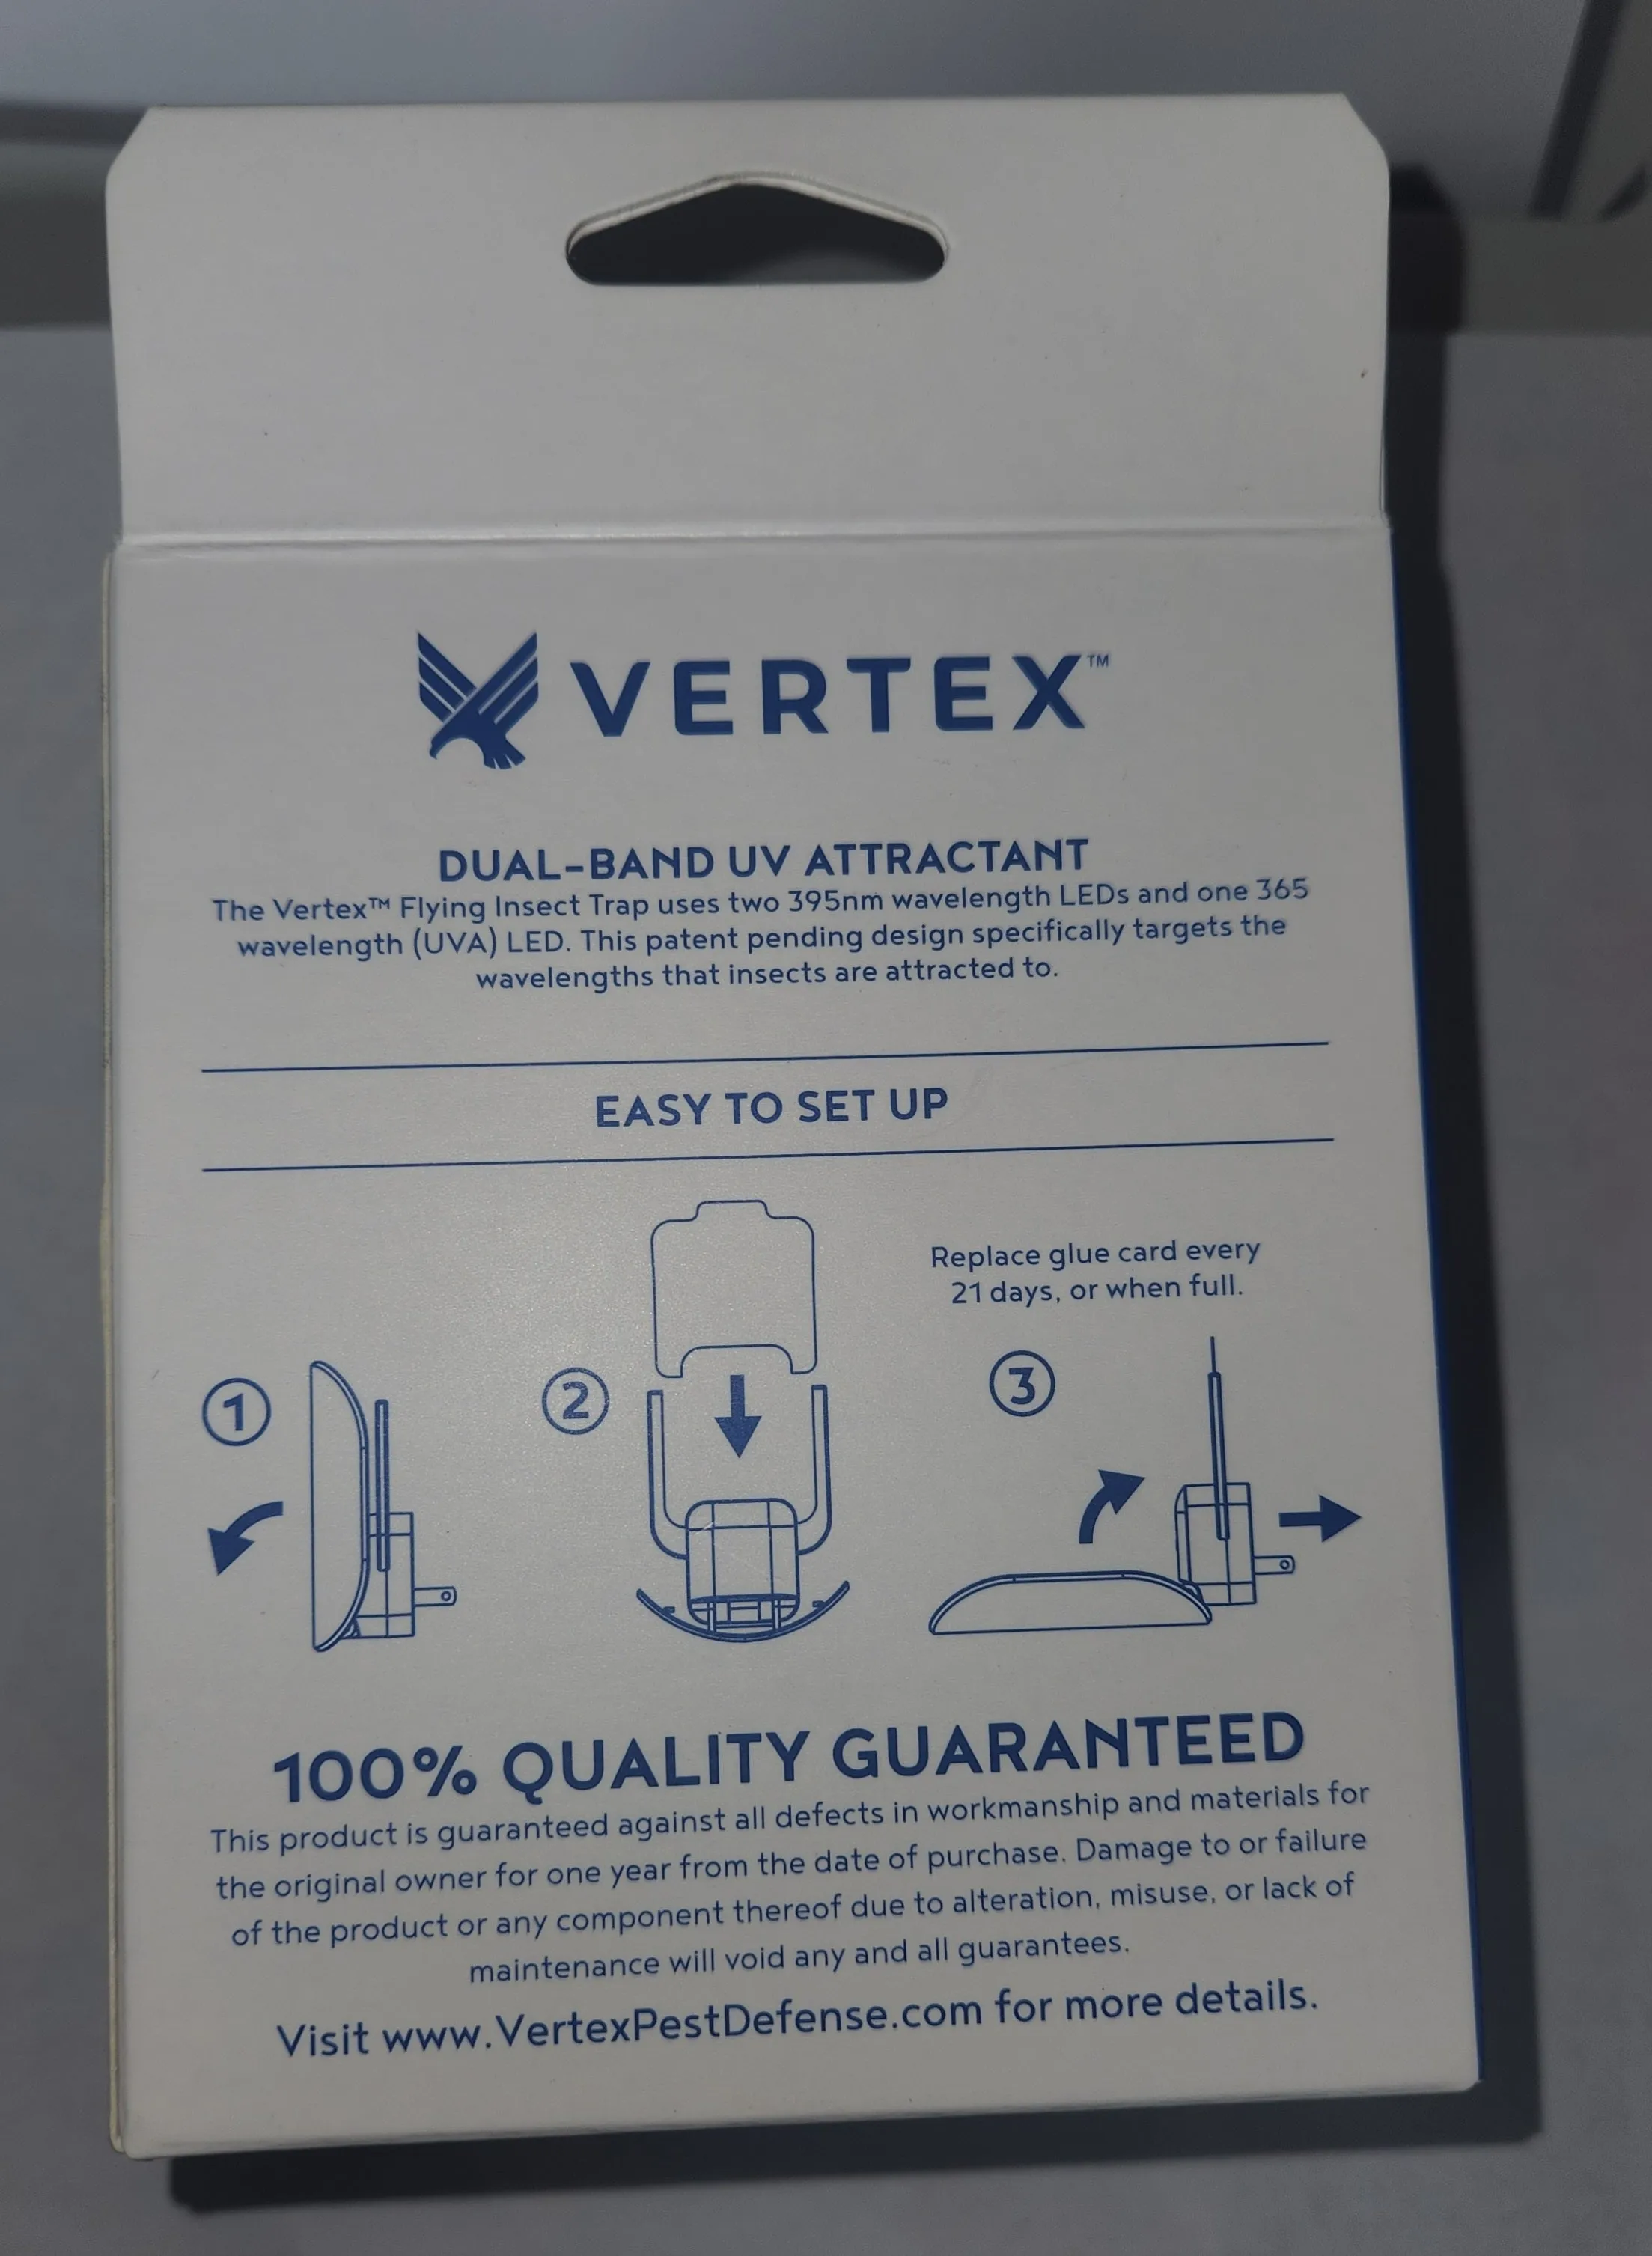 VERTEX™
DUAL-BAND UV ATTRACTANT
The Vertex™ Flying Insect Trap uses two 395nm wavelength LEDs and one 365
wavelength (UVA) LED. This patent pending design specifically targets the
wavelengths that insects are attracted to.
EASY TO SET UP
Replace glue card every
21 days, or when full.
1
2
3
100% QUALITY GUARANTEED
This product is guaranteed against all defects in workmanship and materials for
the original owner for one year from the date of purchase. Damage to or failure
of the product or any component thereof due to alteration, misuse, or lack of
maintenance will void any and all guarantees.
Visit www.VertexPestDefense.com for more details.